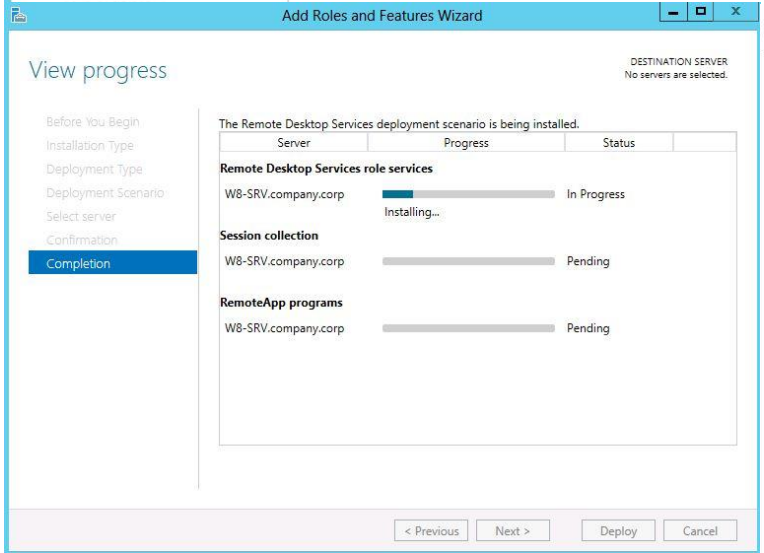 Add Roles and Features Wizard
x
View progress
DESTINATION SERVER
No servers are selected.
Before You Begin
Installation Type
Deployment Type
Deployment Scenario
Select server
Confirmation
Completion
The Remote Desktop Services deployment scenario is being installed.
Server Progress Status
Remote Desktop Services role services
W8-SRV.company.corp In Progress
Installing...
Session collection
W8-SRV.company.corp Pending
RemoteApp programs
W8-SRV.company.corp Pending
< Previous Next > Deploy Cancel